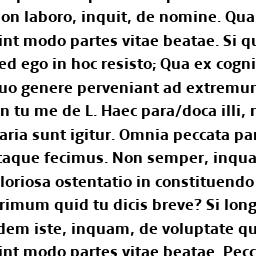 on laboro, inquit, de nomine. Qua
int modo partes vitae beatae. Si qu
ed ego in hoc resisto; Qua ex cogni
uo genere perveniant ad extremur
n tu me de L. Haec para/doca illi, r
aria sunt igitur. Omnia peccata par
caque fecimus. Non semper, inqua
loriosa ostentatio in constituendo
rimum quid tu dicis breve? Si long
dem iste, inquam, de voluptate qu
int modo partes vitae beatae. Pecc